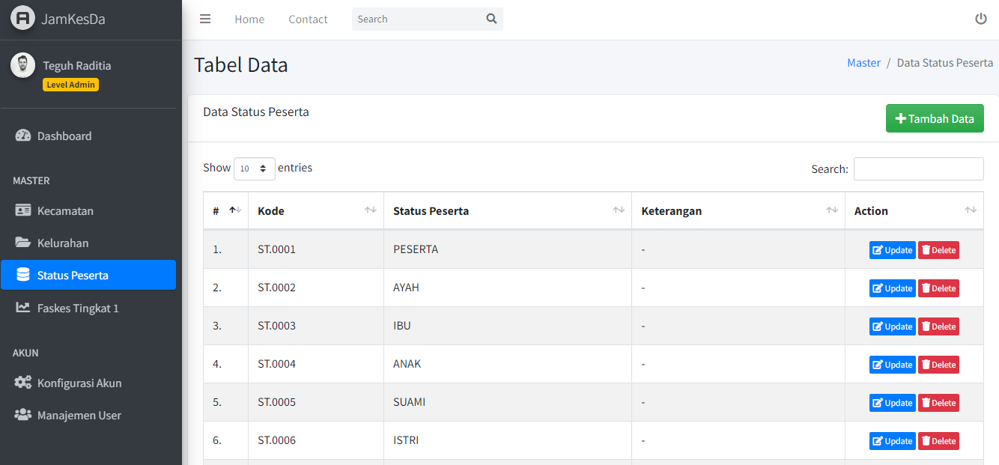 JamKesDa
Teguh Raditia
Level Admin
Dashboard
MASTER
Kecamatan
Kelurahan
Status Peserta
Faskes Tingkat 1
AKUN
Konfigurasi Akun
Manajemen User
Home Contact Search
Tabel Data
Master / Data Status Peserta
Data Status Peserta
Tambah Data
Show 10 entries
Search:
# Kode Status Peserta Keterangan Action
1. ST.0001 PESERTA - Update Delete
2. ST.0002 AYAH - Update Delete
3. ST.0003 IBU - Update Delete
4. ST.0004 ANAK - Update Delete
5. ST.0005 SUAMI - Update Delete
6. ST.0006 ISTRI - Update Delete